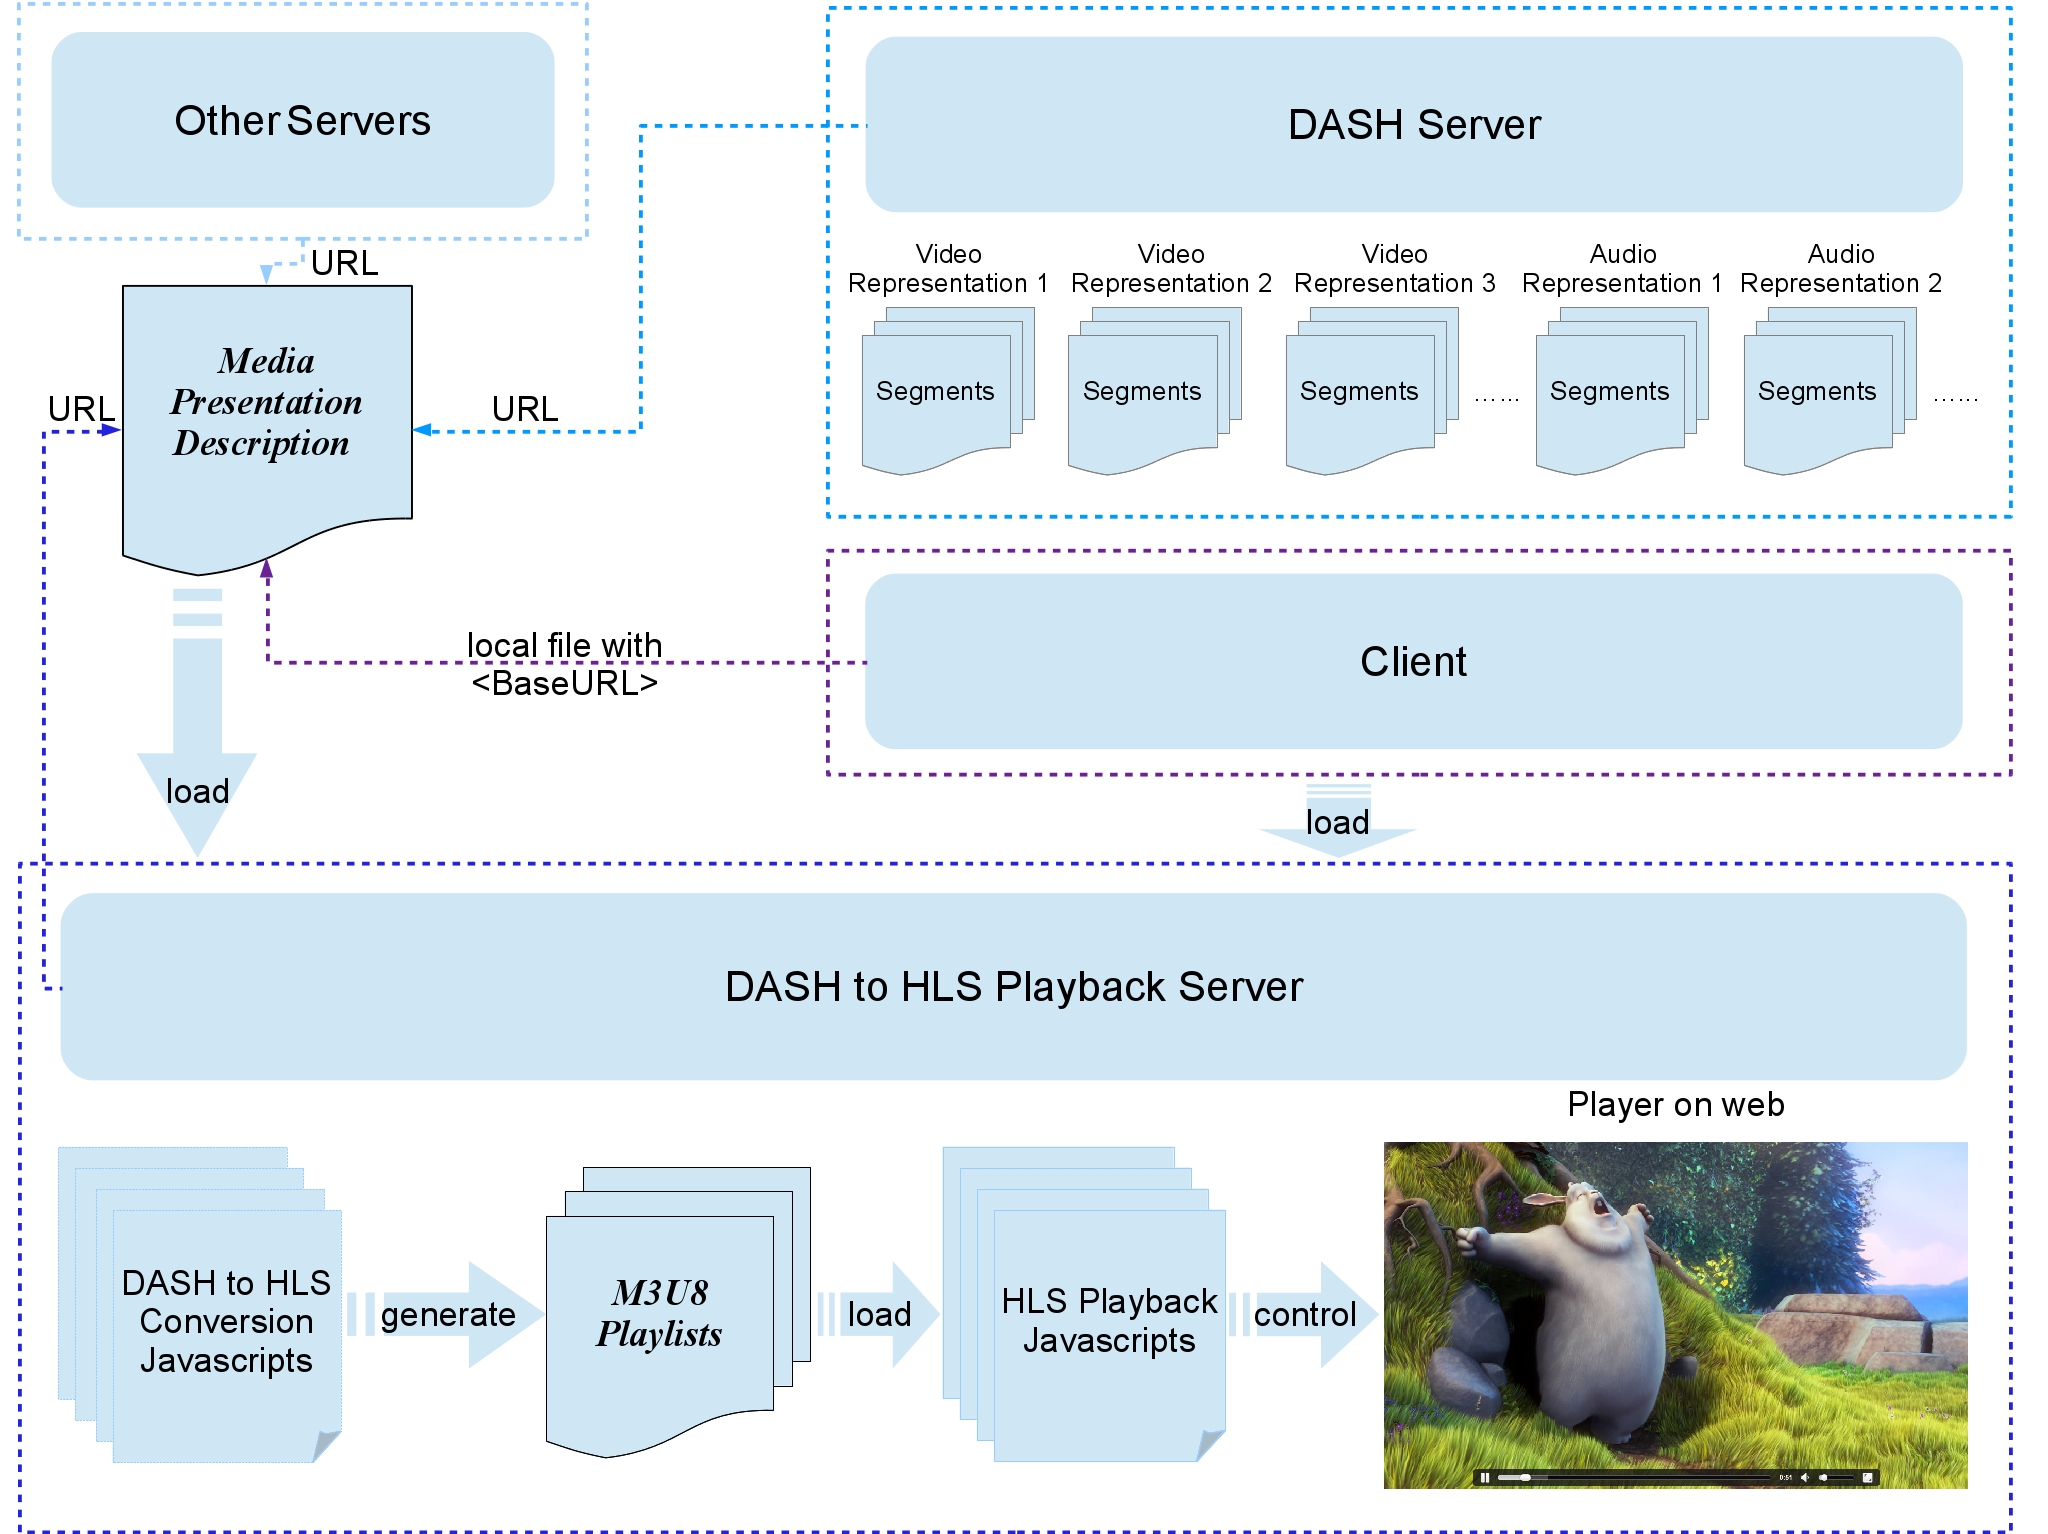 Other Servers
DASH Server
URL
Video
Representation 1
Video
Representation 2
Video
Representation 3
Audio
Representation 1
Audio
Representation 2
Segments
Segments
Segments
......
Segments
Segments
......
Media
Presentation
Description
URL
URL
local file with
<BaseURL>
Client
load
load
DASH to HLS Playback Server
Player on web
DASH to HLS
Conversion
Javascripts
generate
M3U8
Playlists
load
HLS Playback
Javascripts
control
0:51